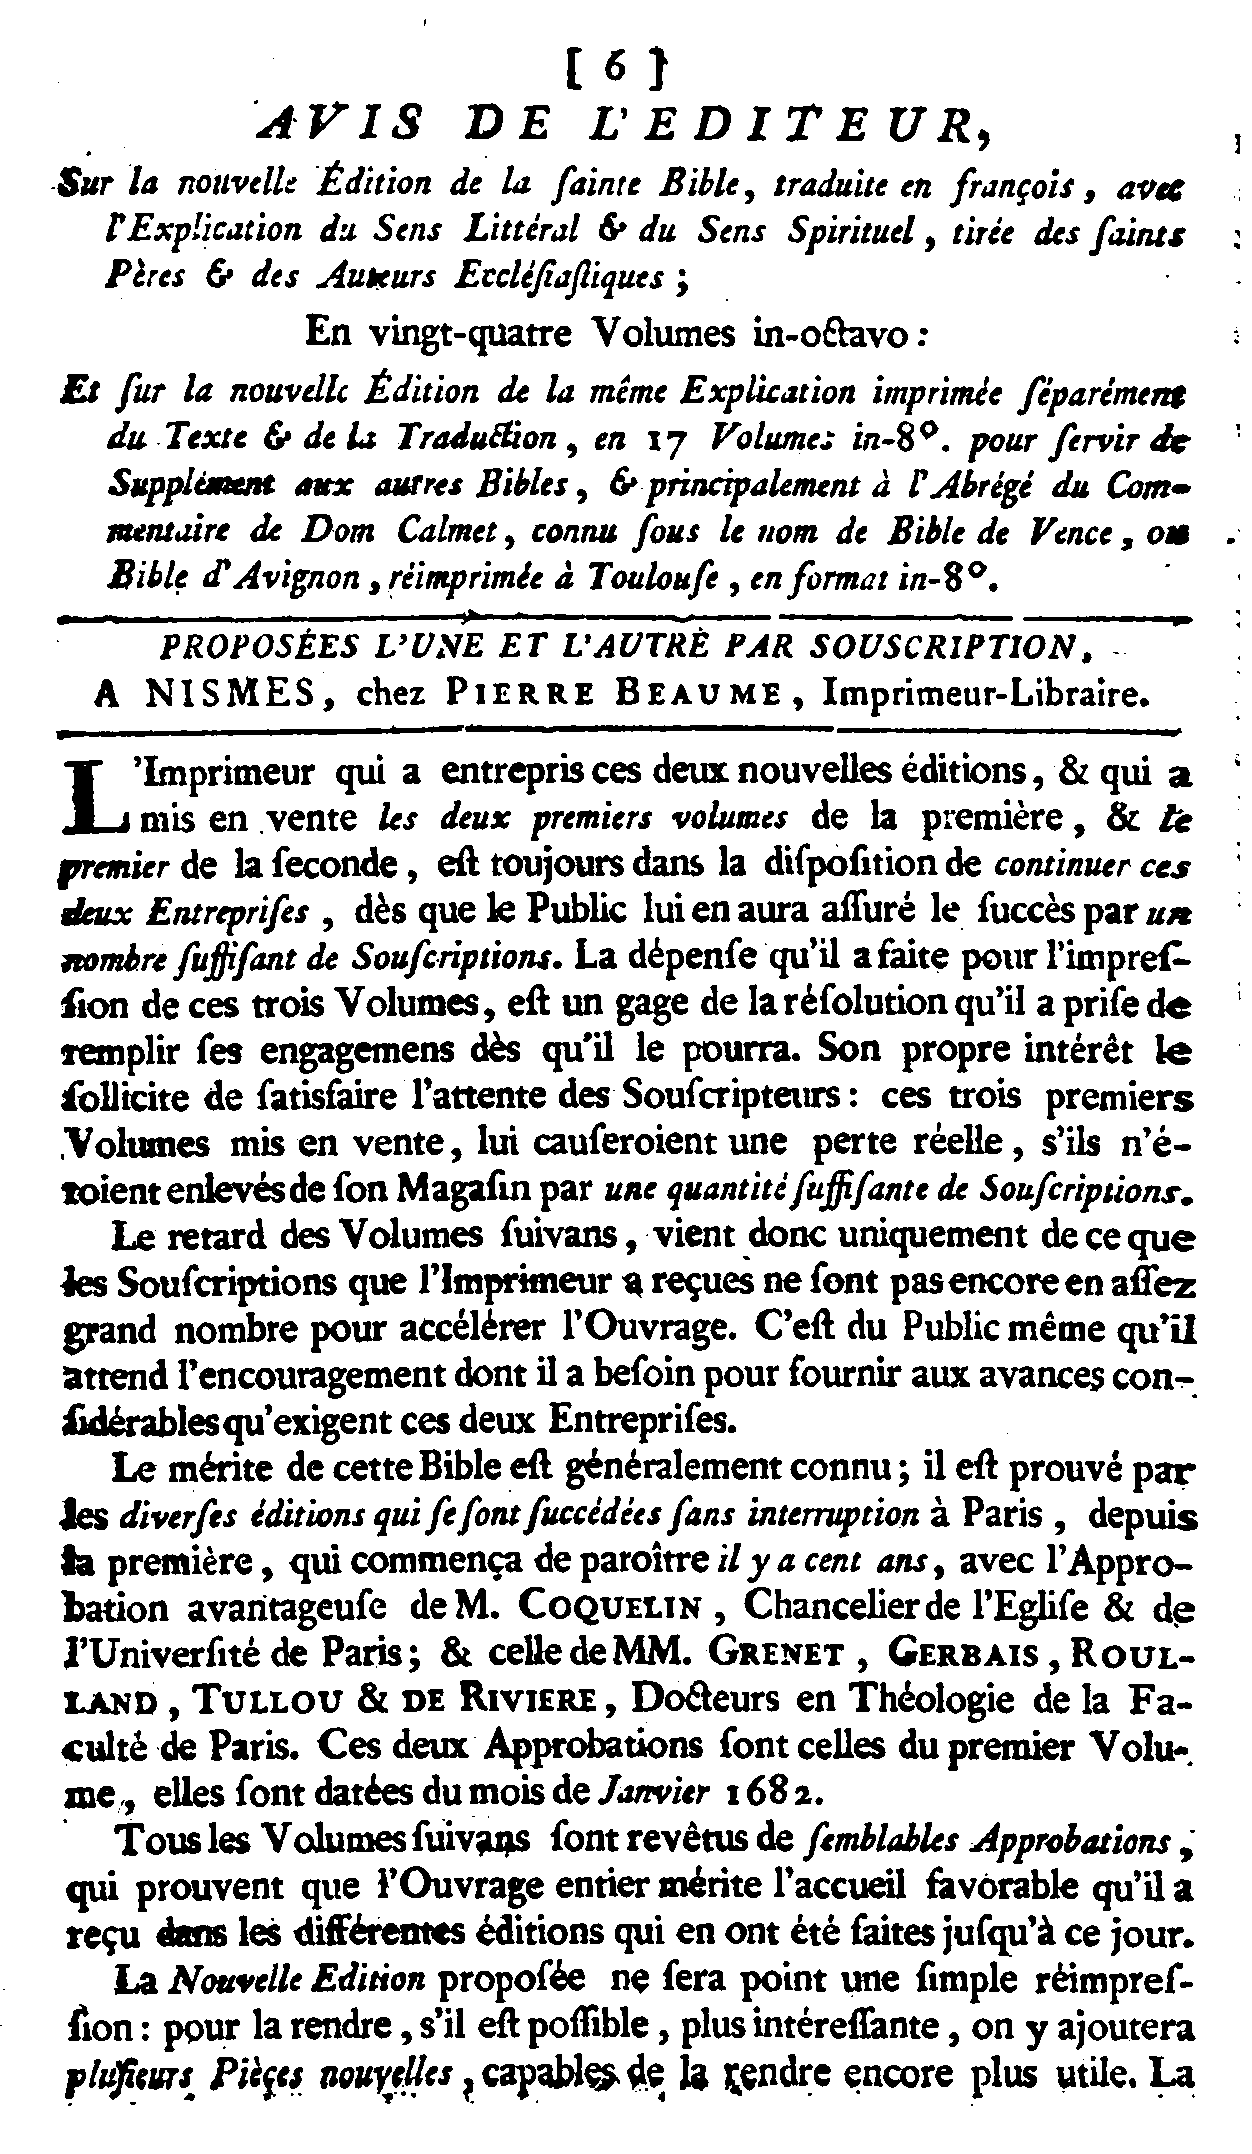 [ 6 ]
AVIS DE L'EDITEUR,
Sur la nouvelle Édition de la ſainte Bible, traduite en françois, avec
l'Explication du Sens Littéral & du Sens Spirituel, tirée des ſaints
Pères & des Auteurs Eccléſiaſtiques ;
En vingt-quatre Volumes in-octavo :
Et ſur la nouvelle Édition de la même Explication imprimée ſéparément
du Texte & de la Traduction, en 17 Volumes in-8°. pour ſervir de
Supplément aux autres Bibles, & principalement à l'Abrégé du Com-
mentaire de Dom Calmet, connu ſous le nom de Bible de Vence, ou
Bible d'Avignon, réimprimée à Toulouſe, en format in-8°.
PROPOSÉES L'UNE ET L'AUTRE PAR SOUSCRIPTION,
A NISMES, chez PIERRE BEAUME, Imprimeur-Libraire.
L'Imprimeur qui a entrepris ces deux nouvelles éditions, & qui a
mis en vente les deux premiers volumes de la première, & le
premier de la ſeconde, eſt toujours dans la diſpoſition de continuer ces
deux Entrepriſes, dès que le Public lui en aura aſſuré le ſuccès par un
nombre ſuffiſant de Souſcriptions. La dépenſe qu'il a faite pour l'impreſ-
ſion de ces trois Volumes, eſt un gage de la réſolution qu'il a priſe de
remplir ſes engagemens dès qu'il le pourra. Son propre intérêt le
ſollicite de ſatisfaire l'attente des Souſcripteurs : ces trois premiers
Volumes mis en vente, lui cauſeroient une perte réelle, s'ils n'é-
toient enlevés de ſon Magaſin par une quantité ſuffiſante de Souſcriptions.
Le retard des Volumes ſuivans, vient donc uniquement de ce que
les Souſcriptions que l'Imprimeur a reçues ne ſont pas encore en aſſez
grand nombre pour accélérer l'Ouvrage. C'eſt du Public même qu'il
attend l'encouragement dont il a beſoin pour fournir aux avances con-
ſidérables qu'exigent ces deux Entrepriſes.
Le mérite de cette Bible eſt généralement connu ; il eſt prouvé par
les diverſes éditions qui ſe ſont ſuccédées ſans interruption à Paris, depuis
la première, qui commença de paroître il y a cent ans, avec l'Appro-
bation avantageuſe de M. COQUELIN, Chancelier de l'Egliſe & de
l'Univerſité de Paris ; & celle de MM. GRENET, GERBAIS, ROUL-
LAND, TULLOU & DE RIVIERE, Docteurs en Théologie de la Fa-
culté de Paris. Ces deux Approbations ſont celles du premier Volu-
me, elles ſont datées du mois de Janvier 1682.
Tous les Volumes ſuivans ſont revêtus de ſemblables Approbations,
qui prouvent que l'Ouvrage entier mérite l'accueil favorable qu'il a
reçu dans les différentes éditions qui en ont été faites juſqu'à ce jour.
La Nouvelle Edition propoſée ne ſera point une ſimple réimpreſ-
ſion : pour la rendre, s'il eſt poſſible, plus intéreſſante, on y ajoutera
pluſieurs Pièces nouvelles, capables de la rendre encore plus utile. La